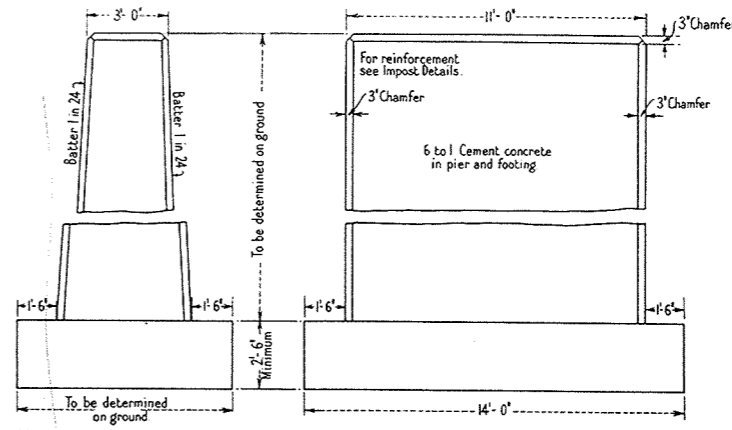 3'- 0"
11'- 0"
3" Chamfer
For reinforcement
see Impost Details.
3" Chamfer
3" Chamfer
Batter 1 in 24
Batter 1 in 24
To be determined on ground
6 to 1 Cement concrete
in pier and footing
1'-6"
1'-6"
1'-6"
1'-6"
2'- 6"
Minimum
To be determined
on ground
14'- 0"